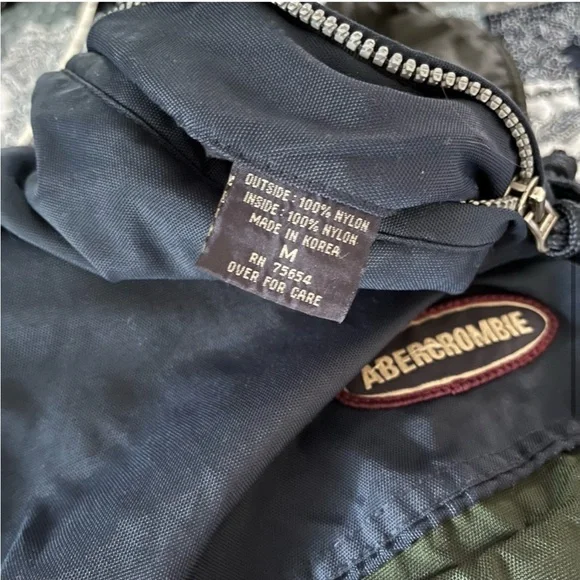 OUTSIDE: 100% NYLON
INSIDE: 100% NYLON
MADE IN KOREA
M
RN 75654
OVER FOR CARE
ABERCROMBIE